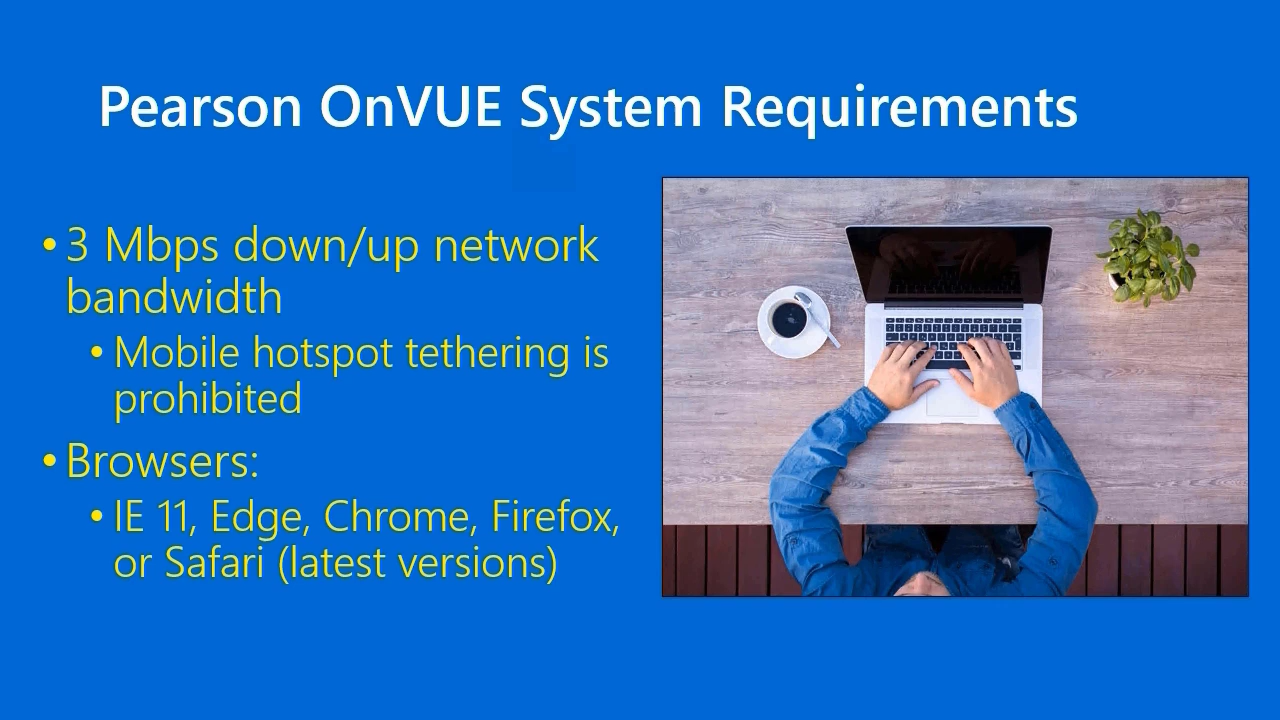 Pearson OnVUE System Requirements
• 3 Mbps down/up network
bandwidth
• Mobile hotspot tethering is
prohibited
• Browsers:
• IE 11, Edge, Chrome, Firefox,
or Safari (latest versions)